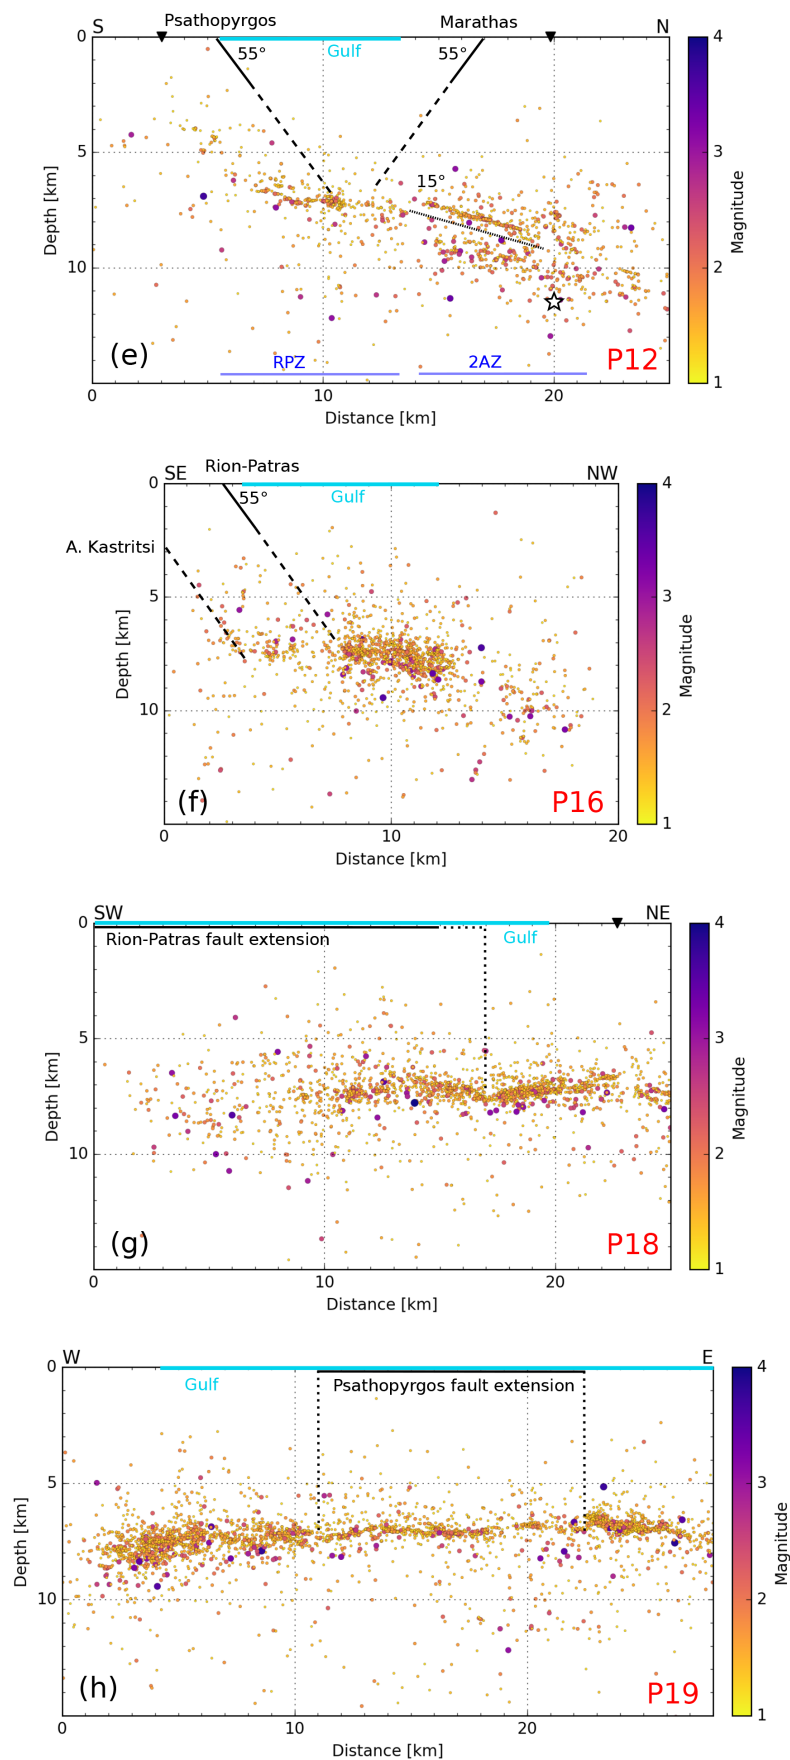 S
Psathopyrgos
Marathas
N
0
55°
Gulf
55°
4
5
15°
3
Depth [km]
Magnitude
10
2
(e)
RPZ
2AZ
P12
1
0
10
20
Distance [km]
SE
Rion-Patras
NW
0
55°
Gulf
4
A. Kastritsi
5
3
Depth [km]
Magnitude
10
2
(f)
P16
1
0
10
20
Distance [km]
SW
NE
0
Rion-Patras fault extension
Gulf
4
5
3
Depth [km]
Magnitude
10
2
(g)
P18
1
0
10
20
Distance [km]
W
E
0
Gulf
Psathopyrgos fault extension
4
5
3
Depth [km]
Magnitude
10
2
(h)
P19
1
0
10
20
Distance [km]